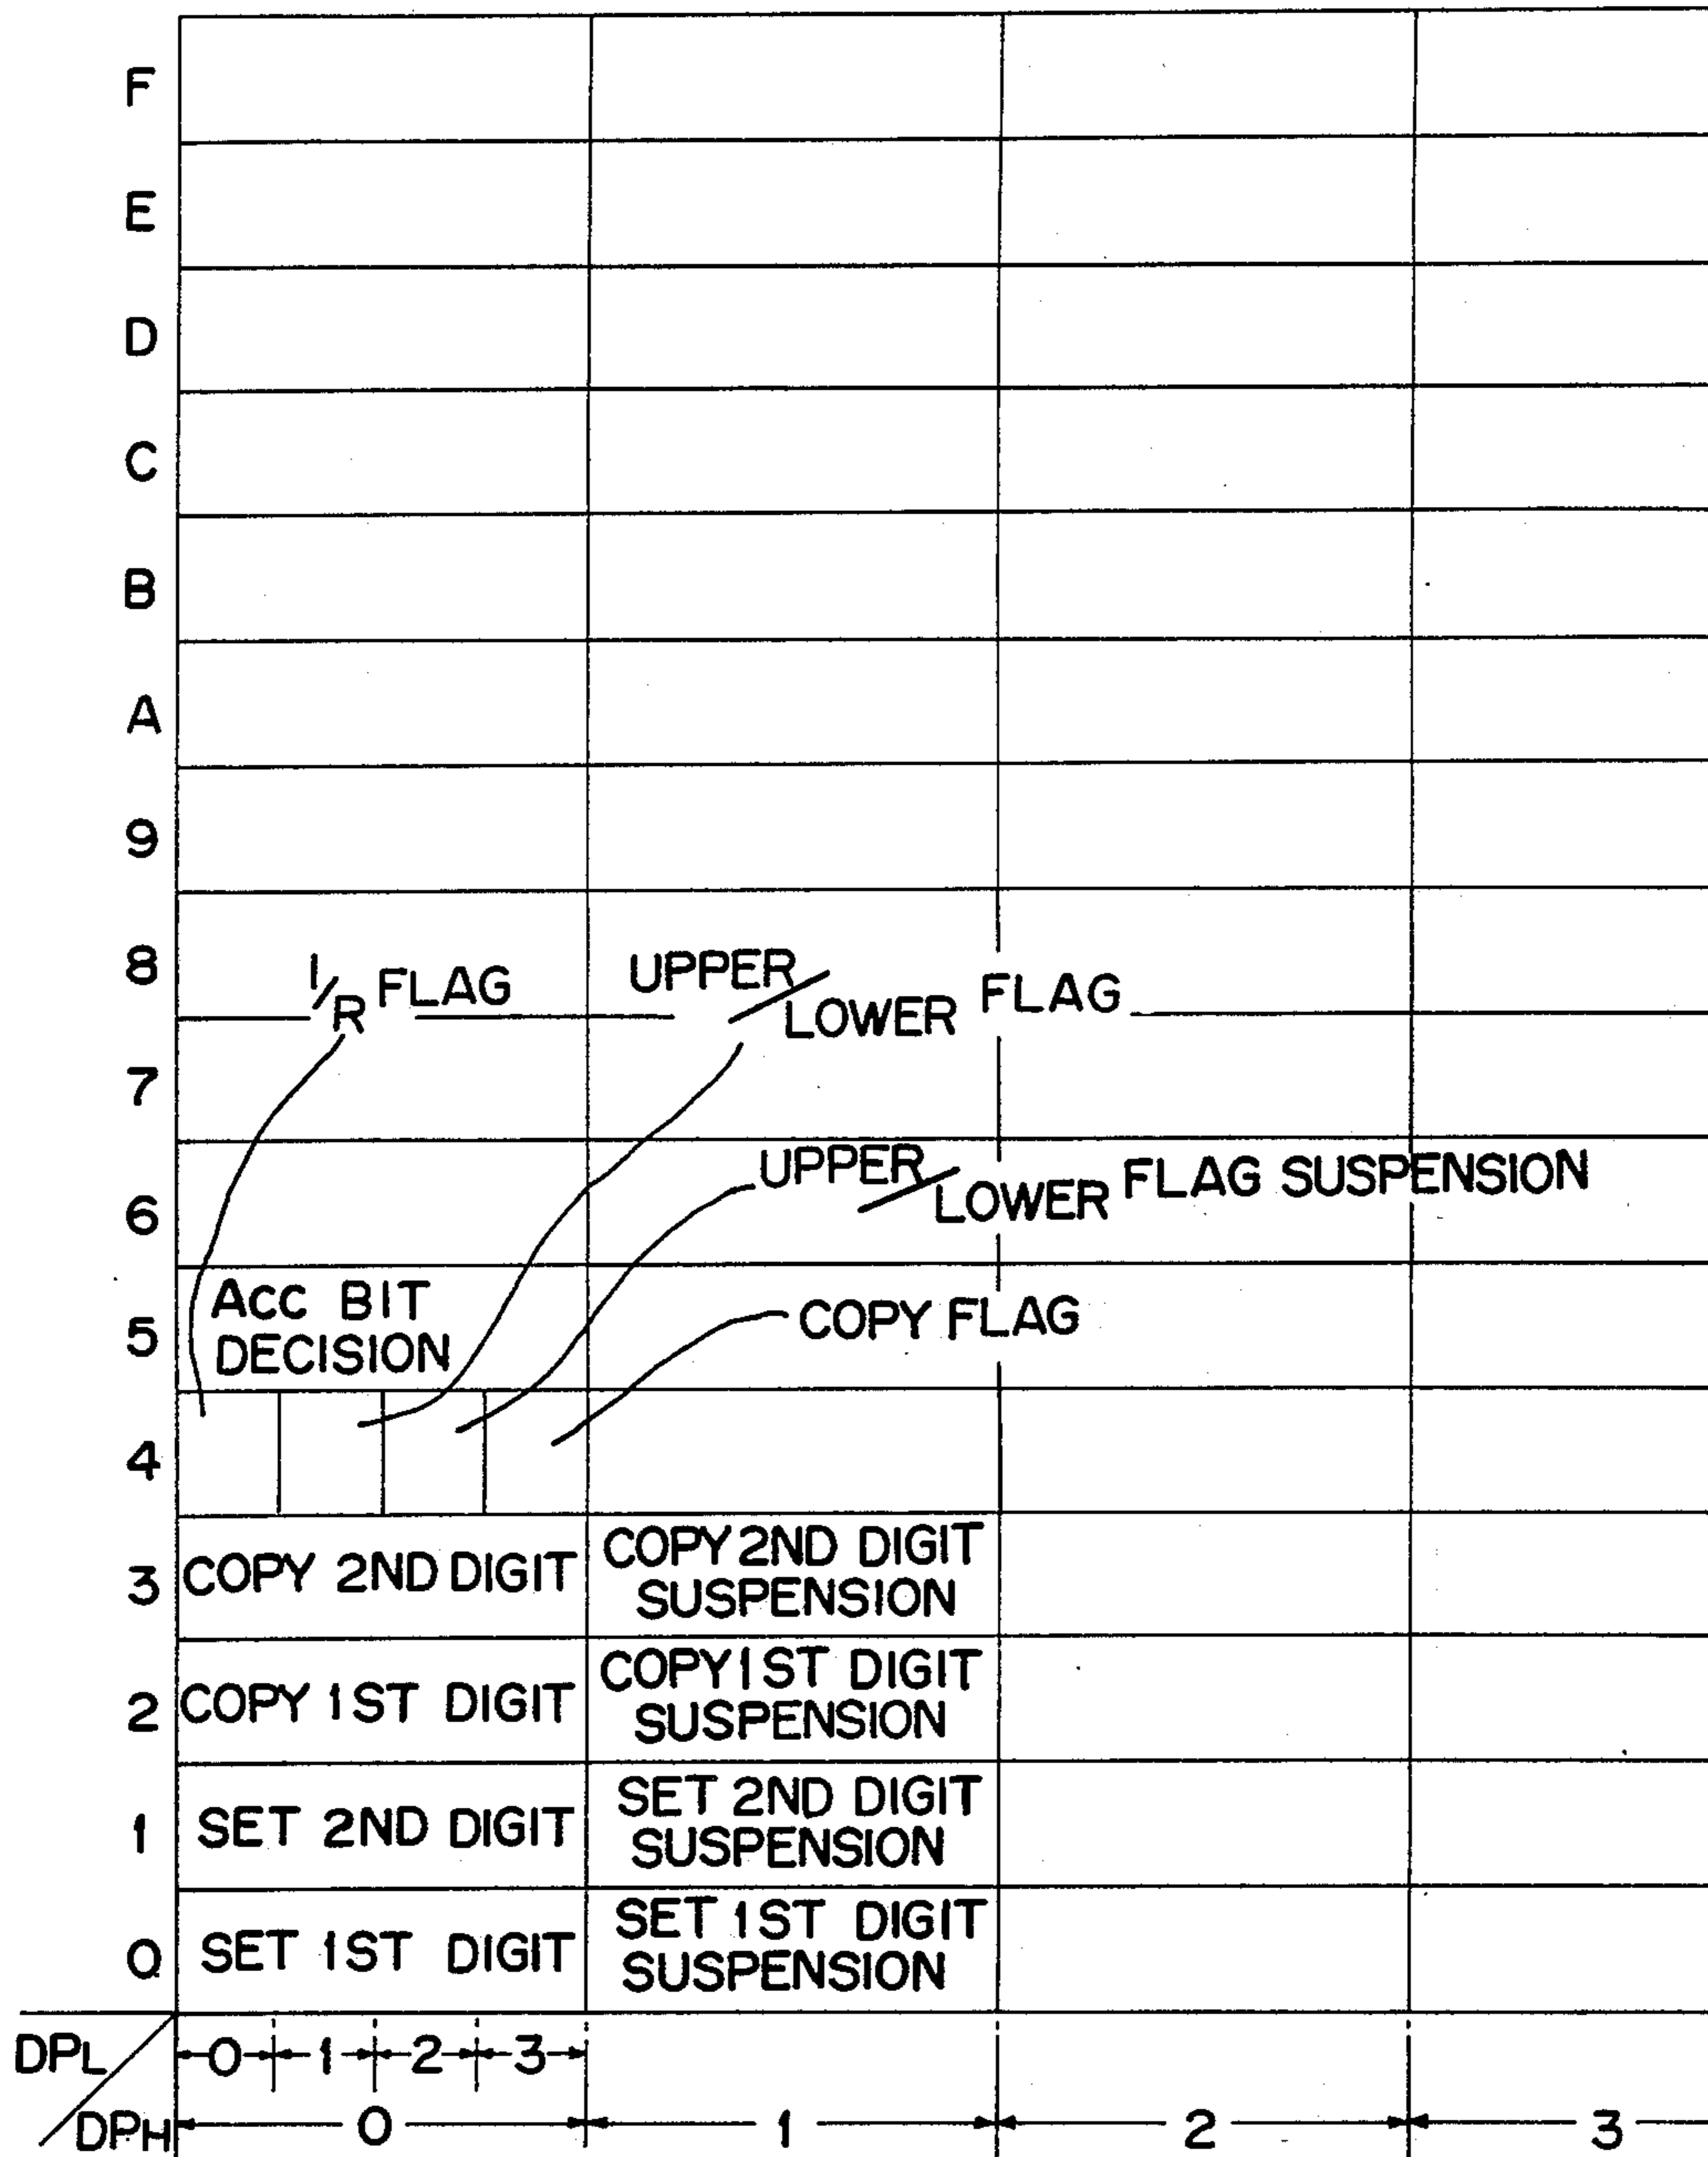 F
E
D
C
B
A
9
8
1/R FLAG
UPPER/LOWER FLAG
7
6
UPPER/LOWER FLAG SUSPENSION
5
ACC BIT
DECISION
COPY FLAG
4
3
COPY 2ND DIGIT
COPY 2ND DIGIT
SUSPENSION
2
COPY 1ST DIGIT
COPY 1ST DIGIT
SUSPENSION
1
SET 2ND DIGIT
SET 2ND DIGIT
SUSPENSION
0
SET 1ST DIGIT
SET 1ST DIGIT
SUSPENSION
DPL 0 1 2 3
DPH 0 1 2 3